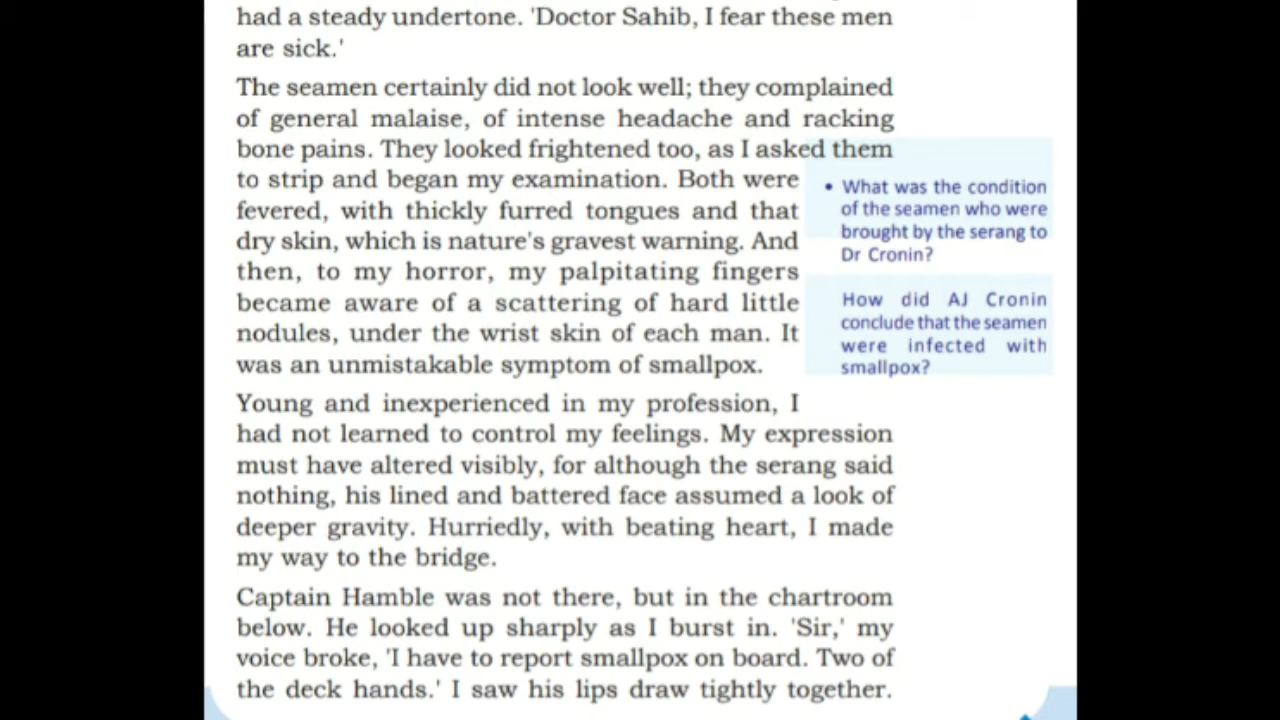 had a steady undertone. 'Doctor Sahib, I fear these men
are sick.'
The seamen certainly did not look well; they complained
of general malaise, of intense headache and racking
bone pains. They looked frightened too, as I asked them
to strip and began my examination. Both were
fevered, with thickly furred tongues and that
dry skin, which is nature's gravest warning. And
then, to my horror, my palpitating fingers
became aware of a scattering of hard little
nodules, under the wrist skin of each man. It
was an unmistakable symptom of smallpox.
• What was the condition
of the seamen who were
brought by the serang to
Dr Cronin?
How did AJ Cronin
conclude that the seamen
were infected with
smallpox?
Young and inexperienced in my profession, I
had not learned to control my feelings. My expression
must have altered visibly, for although the serang said
nothing, his lined and battered face assumed a look of
deeper gravity. Hurriedly, with beating heart, I made
my way to the bridge.
Captain Hamble was not there, but in the chartroom
below. He looked up sharply as I burst in. 'Sir,' my
voice broke, 'I have to report smallpox on board. Two of
the deck hands.' I saw his lips draw tightly together.